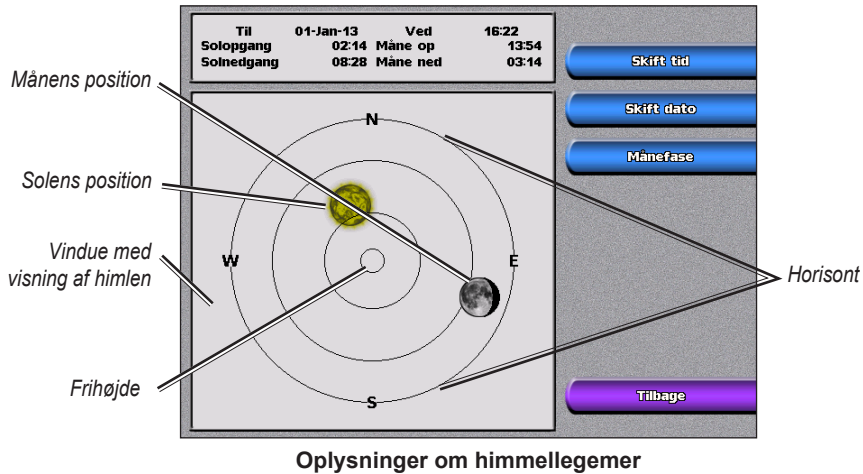 Til 01-Jan-13 Ved 16:22
Solopgang 02:14 Måne op 13:54
Solnedgang 08:28 Måne ned 03:14
Skift tid
Skift dato
Månefase
Tilbage
Månens position
Solens position
Vindue med
visning af himlen
Frihøjde
N
W
E
S
Horisont
Oplysninger om himmellegemer